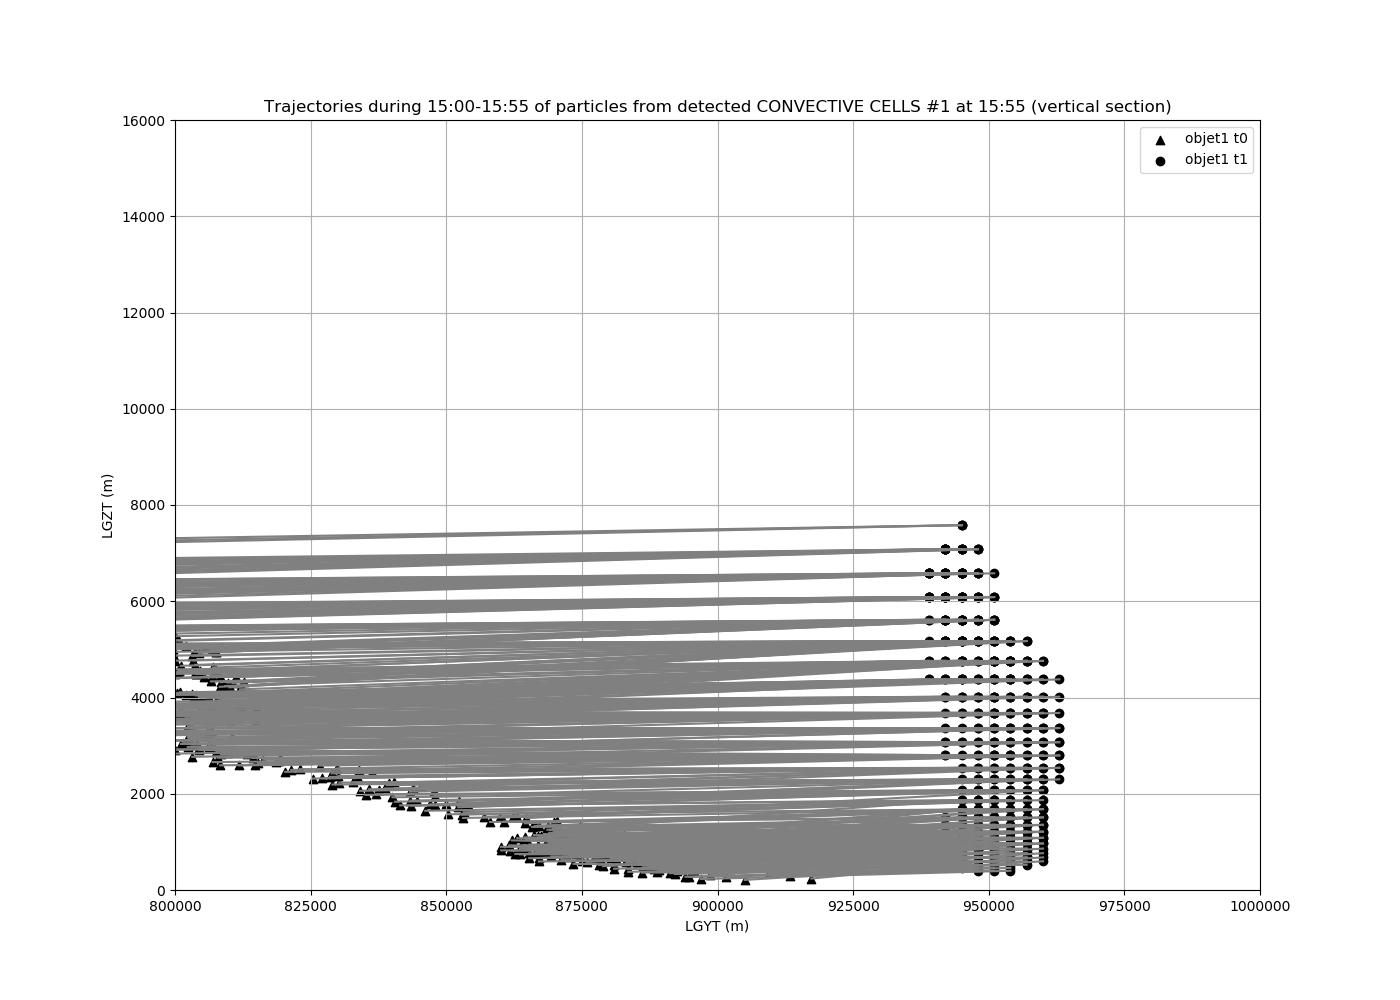 Trajectories during 15:00-15:55 of particles from detected CONVECTIVE CELLS #1 at 15:55 (vertical section)
objet1 t0
objet1 t1
16000
14000
12000
10000
8000
6000
4000
2000
0
LGZT (m)
800000 825000 850000 875000 900000 925000 950000 975000 1000000
LGYT (m)